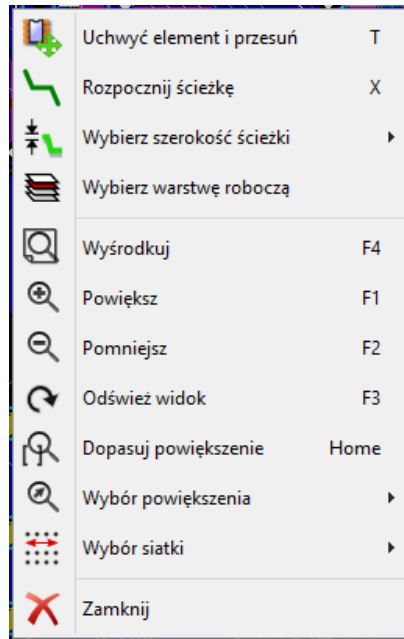 Uchwyć element i przesuń T
Rozpocznij ścieżkę X
Wybierz szerokość ścieżki
Wybierz warstwę roboczą
Wyśrodkuj F4
Powiększ F1
Pomniejsz F2
Odśwież widok F3
Dopasuj powiększenie Home
Wybór powiększenia
Wybór siatki
Zamknij